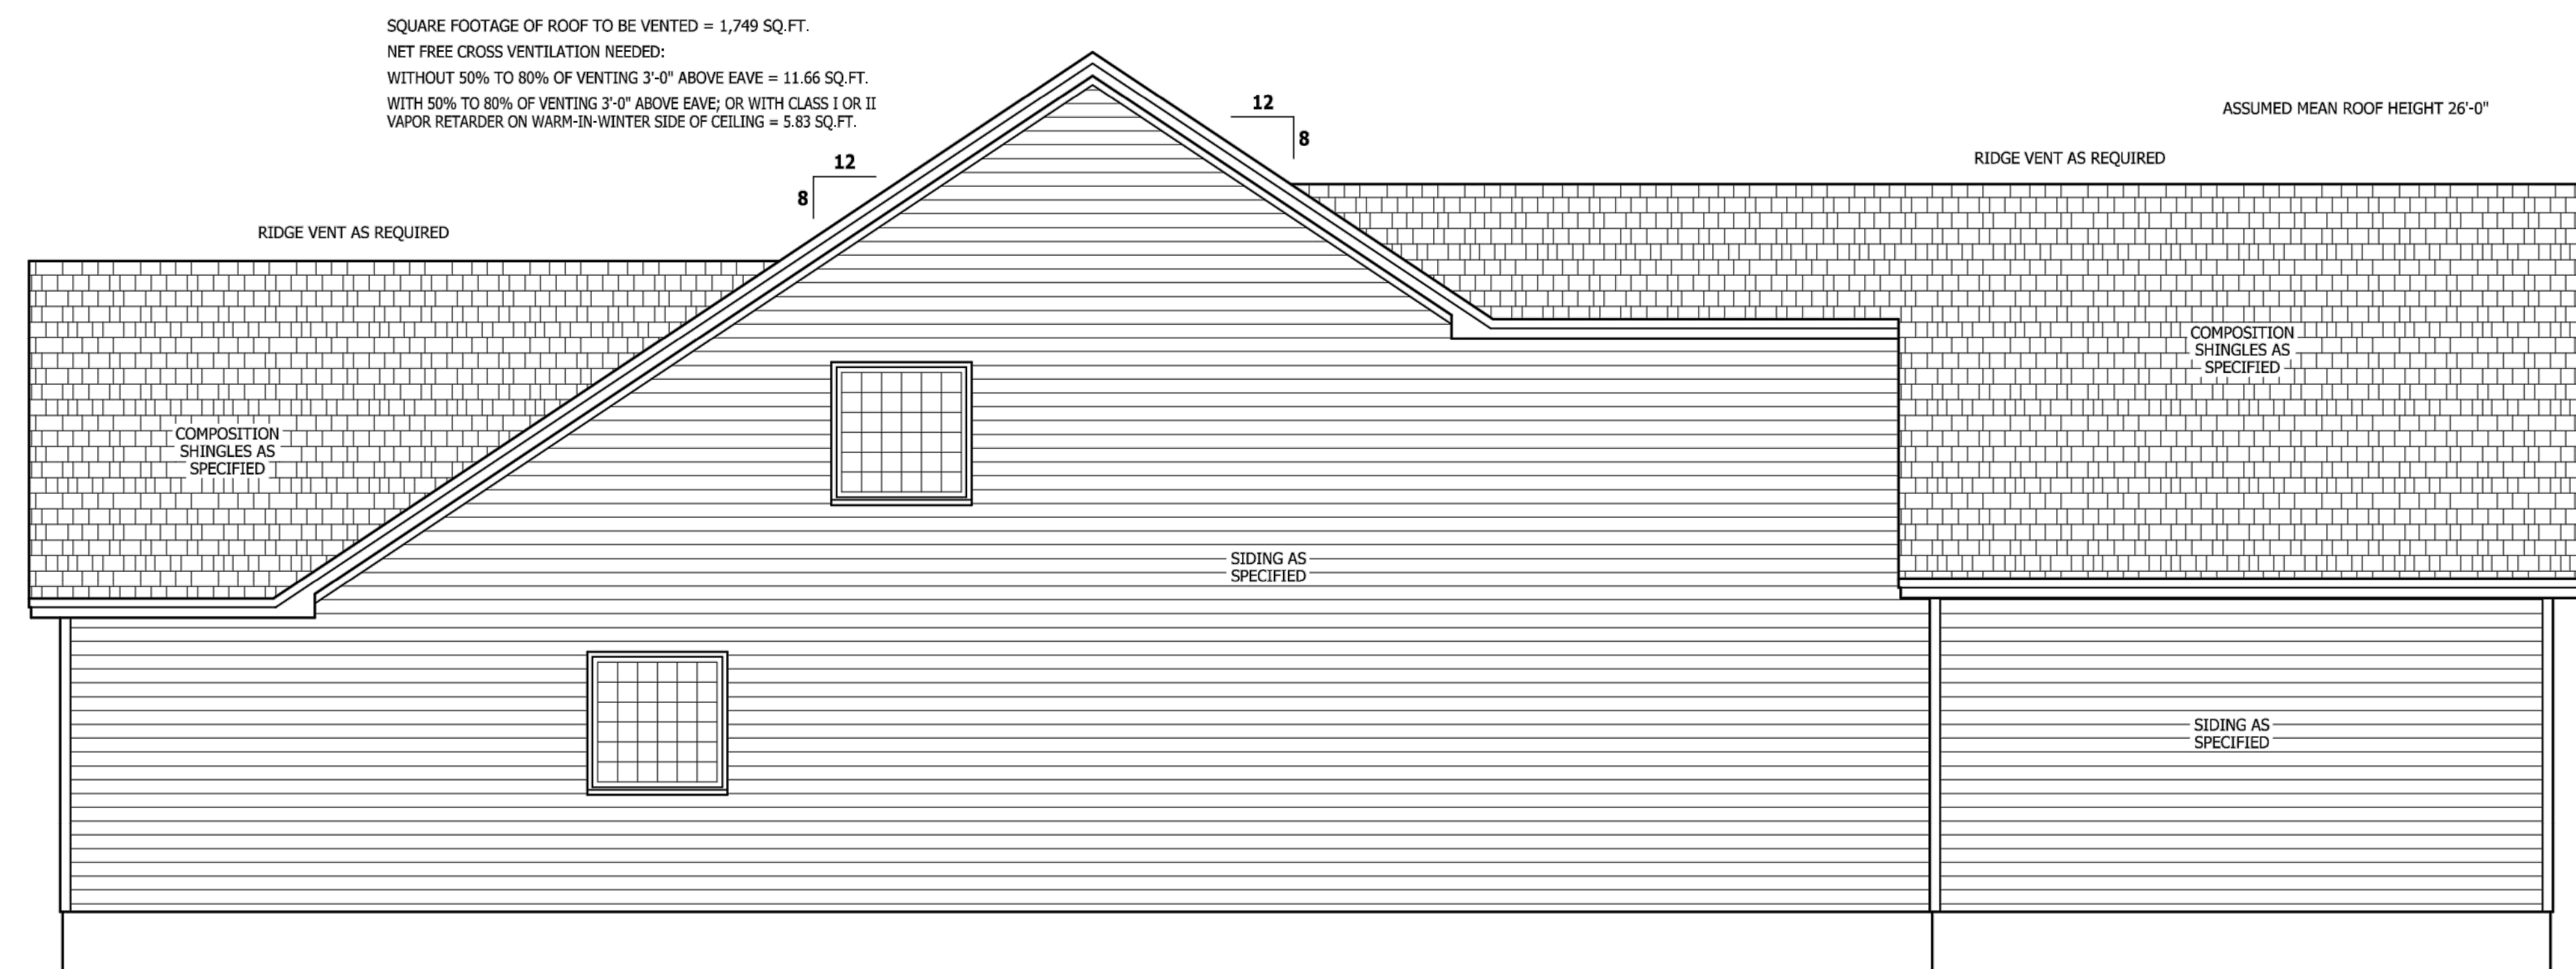 SQUARE FOOTAGE OF ROOF TO BE VENTED = 1,749 SQ.FT.
NET FREE CROSS VENTILATION NEEDED:
WITHOUT 50% TO 80% OF VENTING 3'-0" ABOVE EAVE = 11.66 SQ.FT.
WITH 50% TO 80% OF VENTING 3'-0" ABOVE EAVE; OR WITH CLASS I OR II
VAPOR RETARDER ON WARM-IN-WINTER SIDE OF CEILING = 5.83 SQ.FT.
12
8
12
8
ASSUMED MEAN ROOF HEIGHT 26'-0"
RIDGE VENT AS REQUIRED
RIDGE VENT AS REQUIRED
COMPOSITION
SHINGLES AS
SPECIFIED
COMPOSITION
SHINGLES AS
SPECIFIED
SIDING AS
SPECIFIED
SIDING AS
SPECIFIED